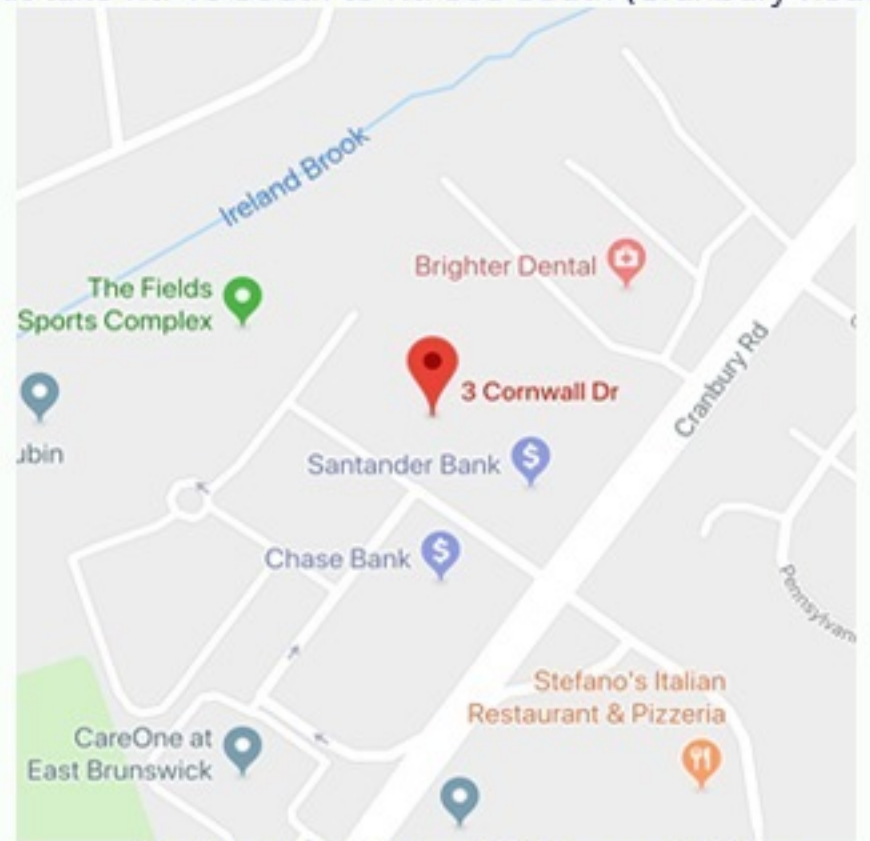 Ireland Brook
Brighter Dental
The Fields
Sports Complex
3 Cornwall Dr
Cranbury Rd
ubin
Santander Bank
Chase Bank
Pennsylvan
Stefano's Italian
Restaurant & Pizzeria
CareOne at
East Brunswick